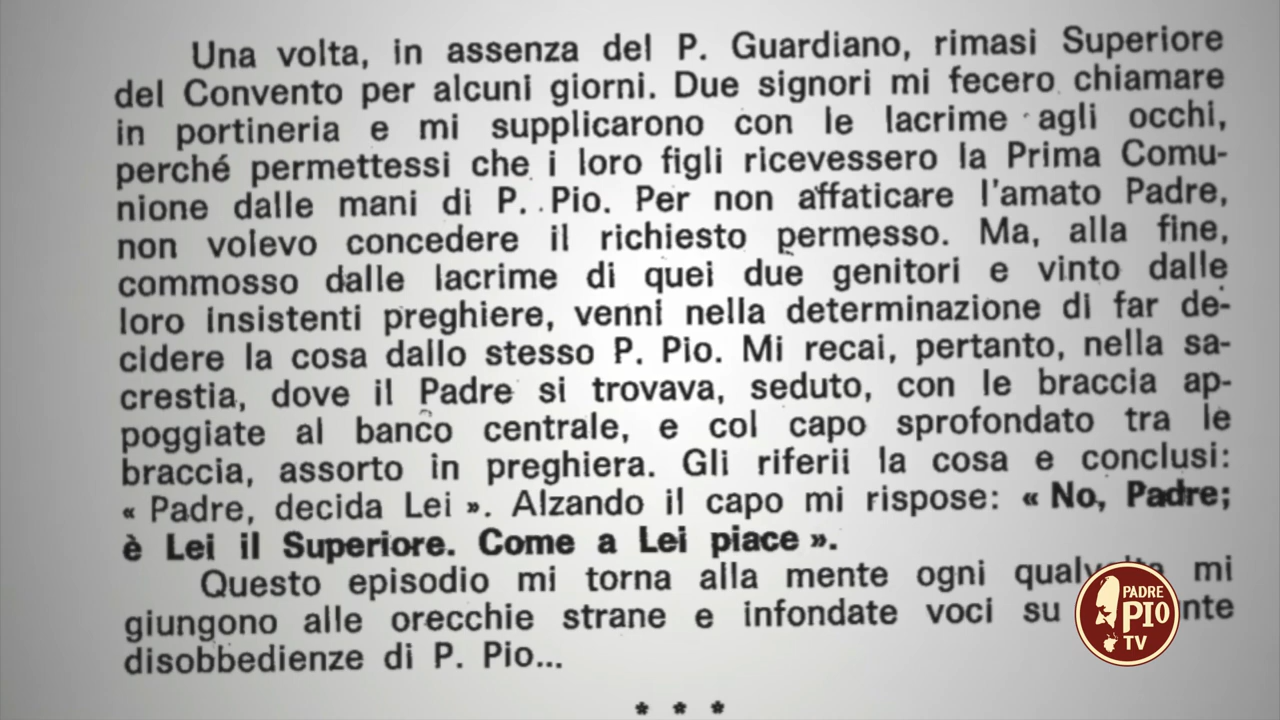 Una volta, in assenza del P. Guardiano, rimasi Superiore
del Convento per alcuni giorni. Due signori mi fecero chiamare
in portineria e mi supplicarono con le lacrime agli occhi,
perché permettessi che i loro figli ricevessero la Prima Comu-
nione dalle mani di P. Pio. Per non affaticare l'amato Padre,
non volevo concedere il richiesto permesso. Ma, alla fine,
commosso dalle lacrime di quei due genitori e vinto dalle
loro insistenti preghiere, venni nella determinazione di far de-
cidere la cosa dallo stesso P. Pio. Mi recai, pertanto, nella sa-
crestia, dove il Padre si trovava, seduto, con le braccia ap-
poggiate al banco centrale, e col capo sprofondato tra le
braccia, assorto in preghiera. Gli riferii la cosa e conclusi:
« Padre, decida Lei ». Alzando il capo mi rispose: « No, Padre;
è Lei il Superiore. Come a Lei piace ».
Questo episodio mi torna alla mente ogni mi
giungono alle orecchie strane e infondate voci su
disobbedienze di P. Pio...
* * *
PADRE
PIO
TV